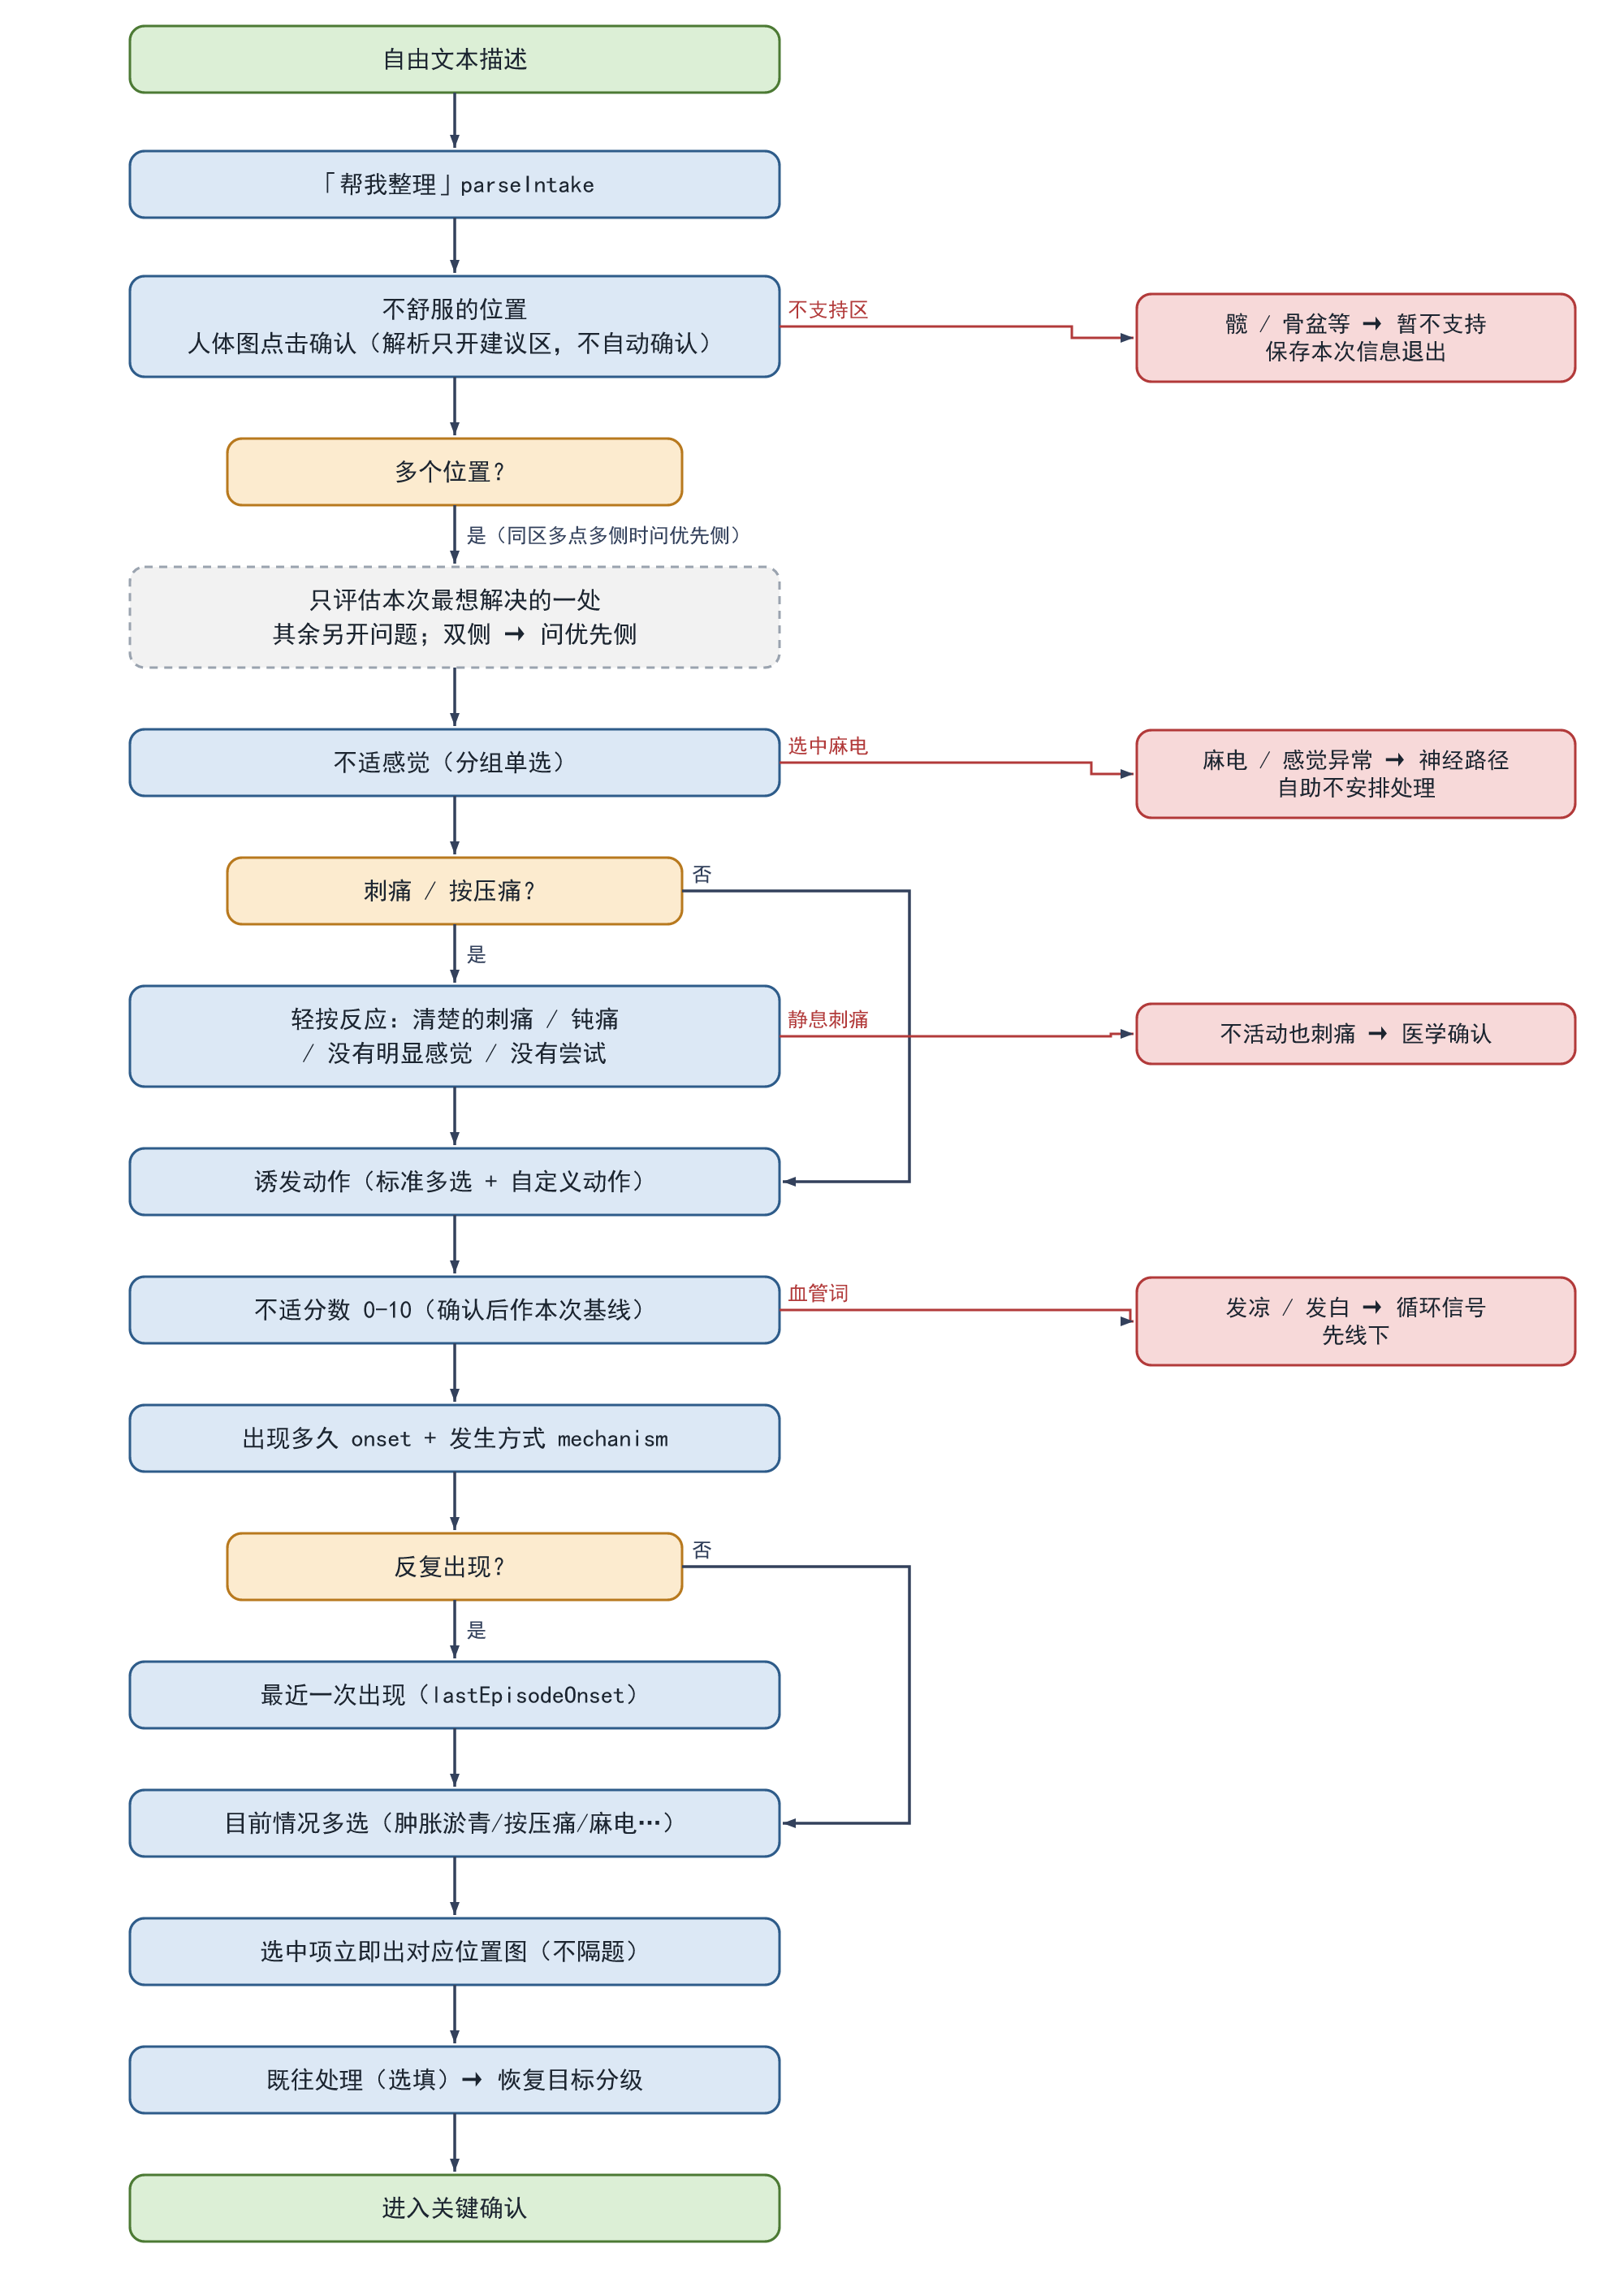 自由文本描述
「帮我整理」parseIntake
不舒服的位置
人体图点击确认（解析只开建议区，不自动确认）
不支持区
髋 / 骨盆等 → 暂不支持
保存本次信息退出
多个位置？
是（同区多点多侧时问优先侧）
只评估本次最想解决的一处
其余另开问题；双侧 → 问优先侧
不适感觉（分组单选）
选中麻电
麻电 / 感觉异常 → 神经路径
自助不安排处理
刺痛 / 按压痛？
否
是
轻按反应：清楚的刺痛 / 钝痛
/ 没有明显感觉 / 没有尝试
静息刺痛
不活动也刺痛 → 医学确认
诱发动作（标准多选 + 自定义动作）
不适分数 0-10（确认后作本次基线）
血管词
发凉 / 发白 → 循环信号
先线下
出现多久 onset + 发生方式 mechanism
反复出现？
否
是
最近一次出现（lastEpisodeOnset）
目前情况多选（肿胀淤青/按压痛/麻电…）
选中项立即出对应位置图（不隔题）
既往处理（选填）→ 恢复目标分级
进入关键确认